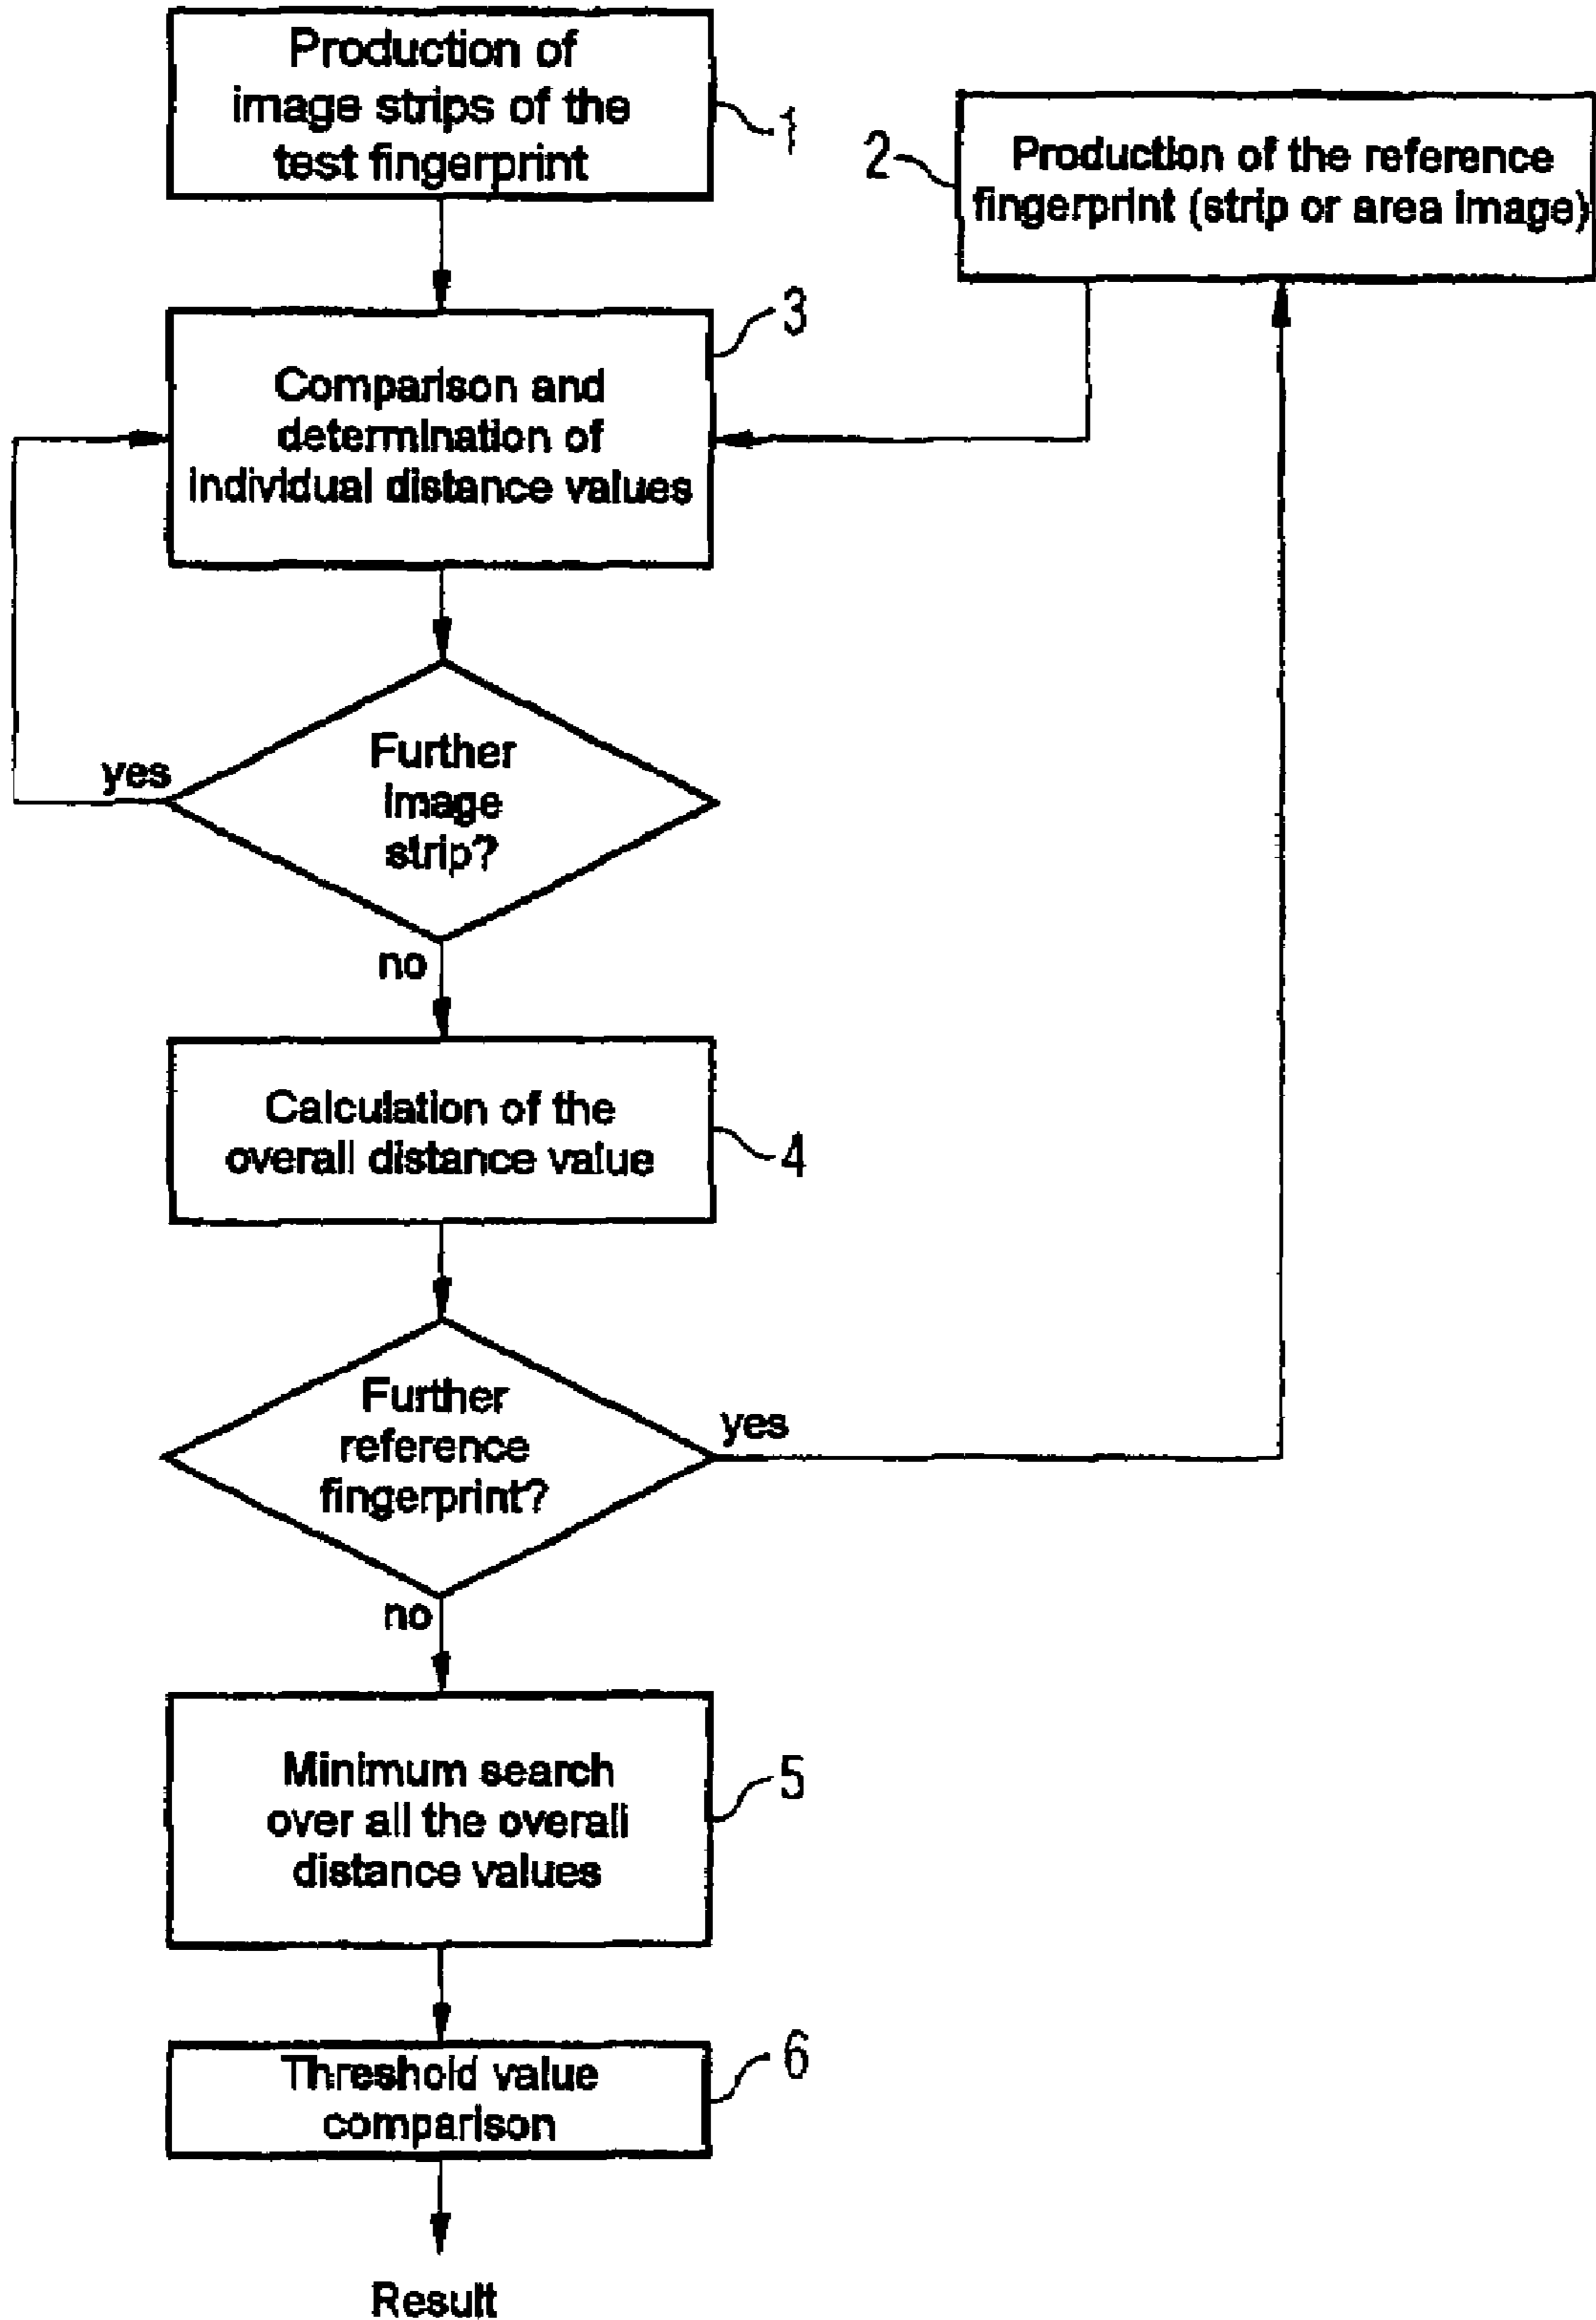 Production of
image strips of the
test fingerprint
1
2
Production of the reference
fingerprint (strip or area image)
3
Comparison and
determination of
individual distance values
Further
image
strip?
yes
no
Calculation of the
overall distance value
4
Further
reference
fingerprint?
yes
no
Minimum search
over all the overall
distance values
5
Threshold value
comparison
6
Result